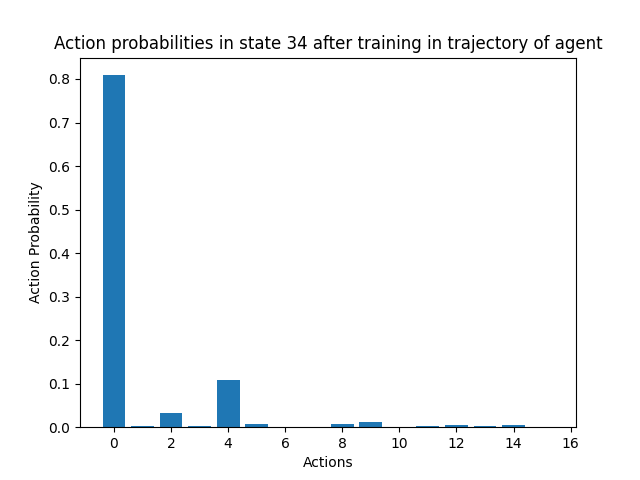 Action probabilities in state 34 after training in trajectory of agent
0.8
0.7
0.6
0.5
0.4
0.3
0.2
0.1
0.0
Action Probability
0 2 4 6 8 10 12 14 16
Actions